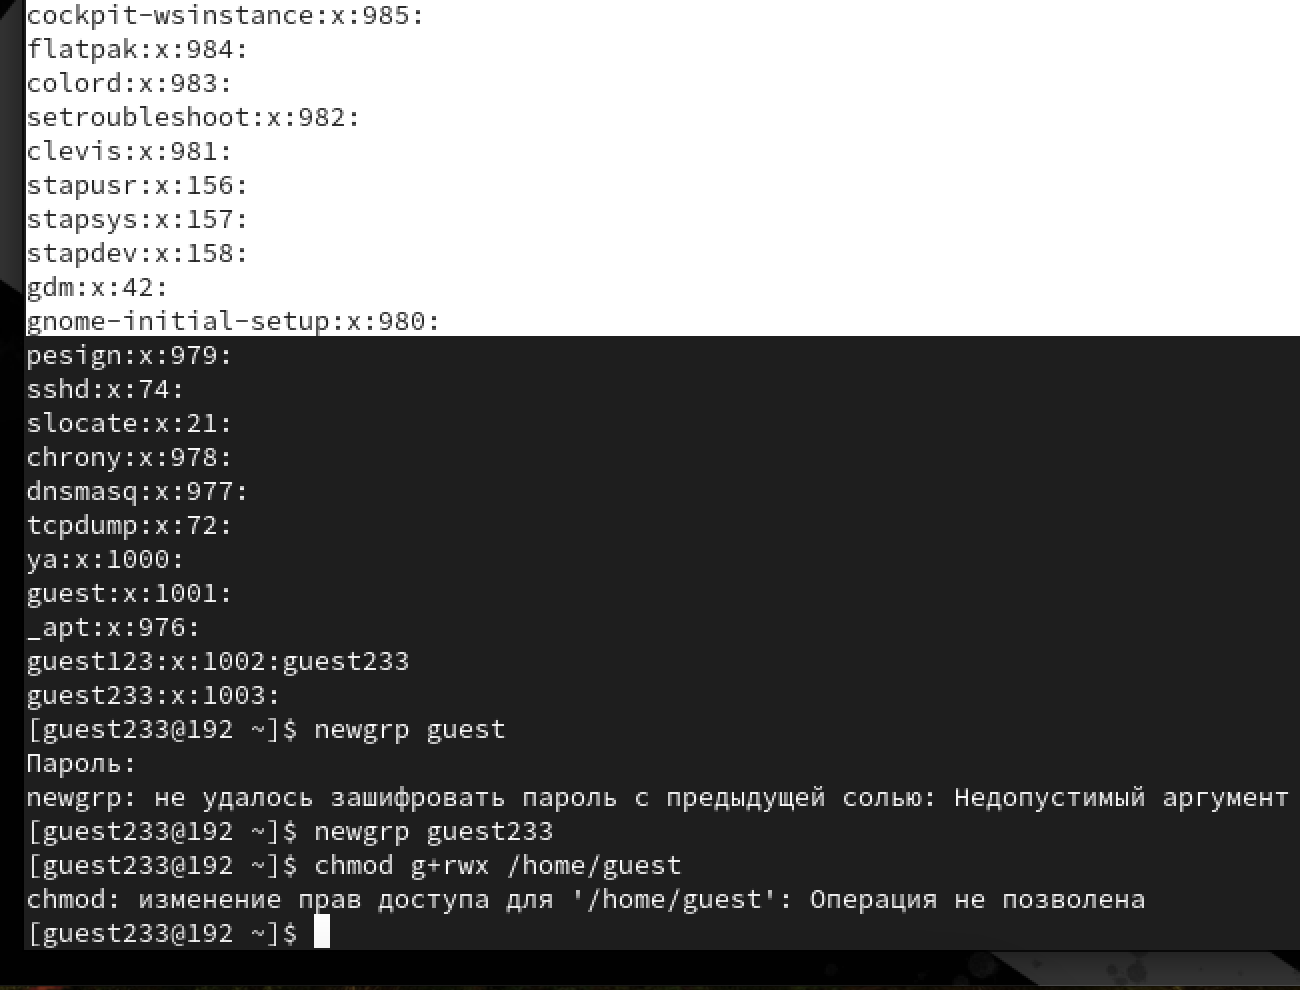 cockpit-wsinstance:x:985:
flatpak:x:984:
colord:x:983:
setroubleshoot:x:982:
clevis:x:981:
stapusr:x:156:
stapsys:x:157:
stapdev:x:158:
gdm:x:42:
gnome-initial-setup:x:980:
pesign:x:979:
sshd:x:74:
slocate:x:21:
chrony:x:978:
dnsmasq:x:977:
tcpdump:x:72:
ya:x:1000:
guest:x:1001:
_apt:x:976:
guest123:x:1002:guest233
guest233:x:1003:
[guest233@192 ~]$ newgrp guest
Пароль:
newgrp: не удалось зашифровать пароль с предыдущей солью: Недопустимый аргумент
[guest233@192 ~]$ newgrp guest233
[guest233@192 ~]$ chmod g+rwx /home/guest
chmod: изменение прав доступа для '/home/guest': Операция не позволена
[guest233@192 ~]$